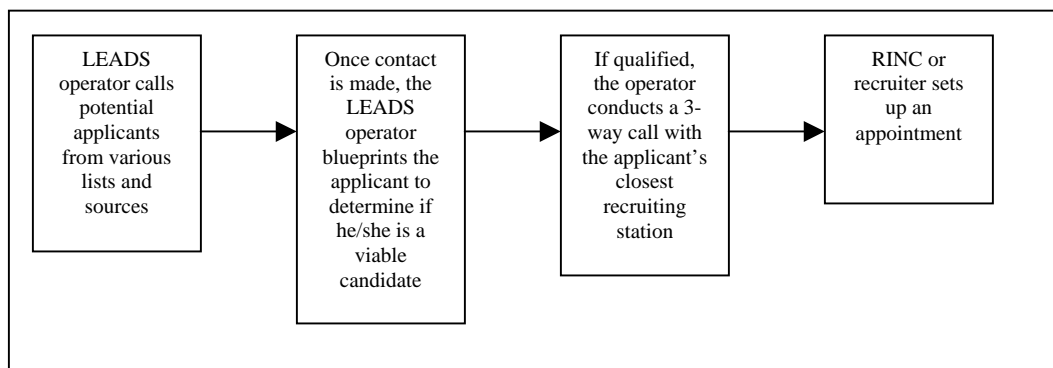 LEADS
operator calls
potential
applicants
from various
lists and
sources
Once contact
is made, the
LEADS
operator
blueprints the
applicant to
determine if
he/she is a
viable
candidate
If qualified,
the operator
conducts a 3-
way call with
the applicant’s
closest
recruiting
station
RINC or
recruiter sets
up an
appointment